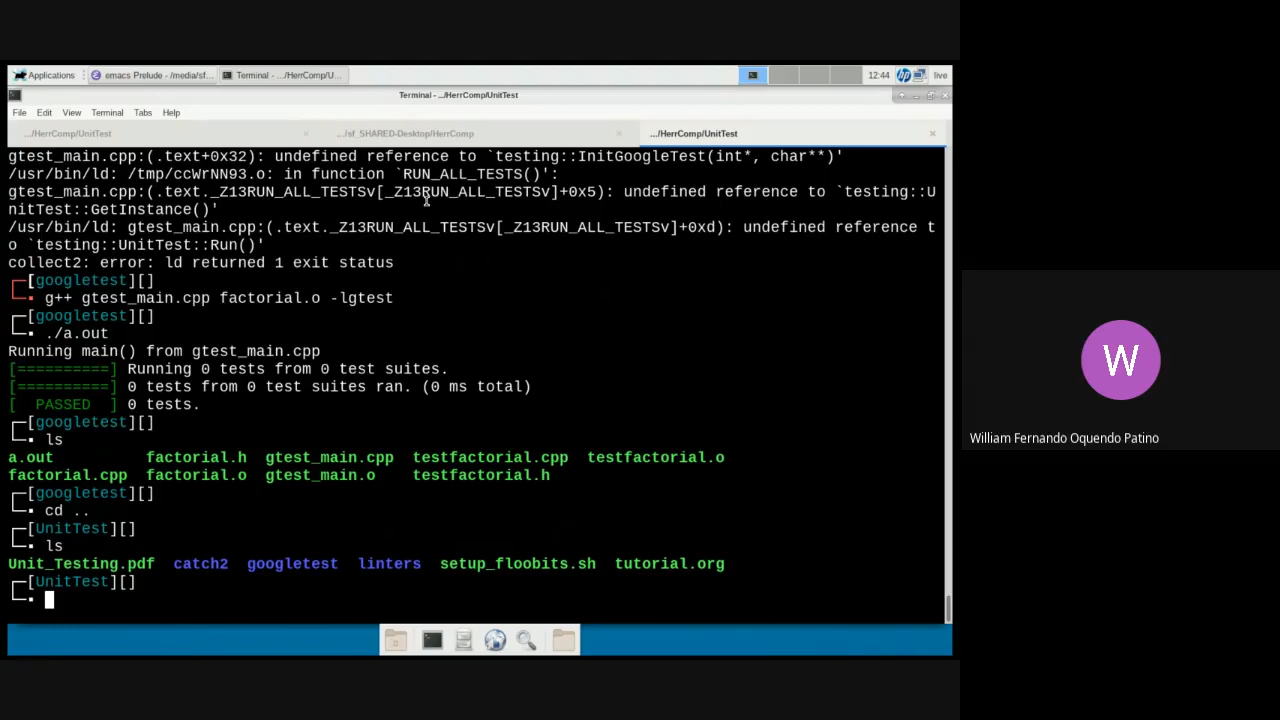 Applications
emacs Prelude - /media/sf...
Terminal - .../HerrComp/U...
12:44
live
Terminal - .../HerrComp/UnitTest
File Edit View Terminal Tabs Help
.../HerrComp/UnitTest
.../sf_SHARED-Desktop/HerrComp
.../HerrComp/UnitTest
gtest_main.cpp:(.text+0x32): undefined reference to `testing::InitGoogleTest(int*, char**)'
/usr/bin/ld: /tmp/ccWrNN93.o: in function `RUN_ALL_TESTS()':
gtest_main.cpp:(.text._Z13RUN_ALL_TESTSv[_Z13RUN_ALL_TESTSv]+0x5): undefined reference to `testing::U
nitTest::GetInstance()'
/usr/bin/ld: gtest_main.cpp:(.text._Z13RUN_ALL_TESTSv[_Z13RUN_ALL_TESTSv]+0xd): undefined reference t
o `testing::UnitTest::Run()'
collect2: error: ld returned 1 exit status
[googletest][]
g++ gtest_main.cpp factorial.o -lgtest
[googletest][]
./a.out
Running main() from gtest_main.cpp
[==========] Running 0 tests from 0 test suites.
[==========] 0 tests from 0 test suites ran. (0 ms total)
[  PASSED  ] 0 tests.
[googletest][]
ls
a.out factorial.h gtest_main.cpp testfactorial.cpp testfactorial.o
factorial.cpp factorial.o gtest_main.o testfactorial.h
[googletest][]
cd ..
[UnitTest][]
ls
Unit_Testing.pdf catch2 googletest linters setup_floobits.sh tutorial.org
[UnitTest][]
W
William Fernando Oquendo Patino